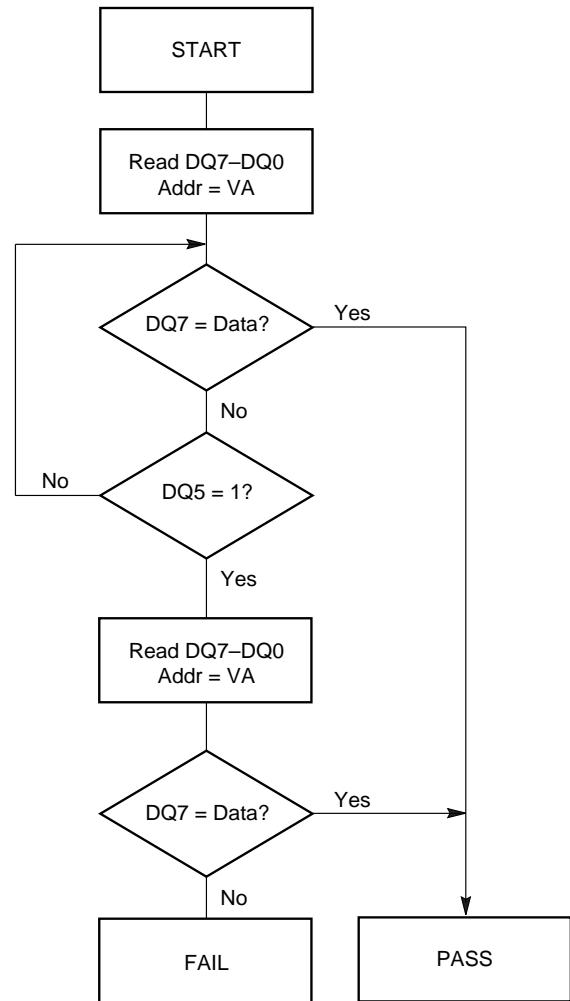 START
Read DQ7–DQ0
Addr = VA
DQ7 = Data?
Yes
No
No
DQ5 = 1?
Yes
Read DQ7–DQ0
Addr = VA
DQ7 = Data?
Yes
No
FAIL
PASS